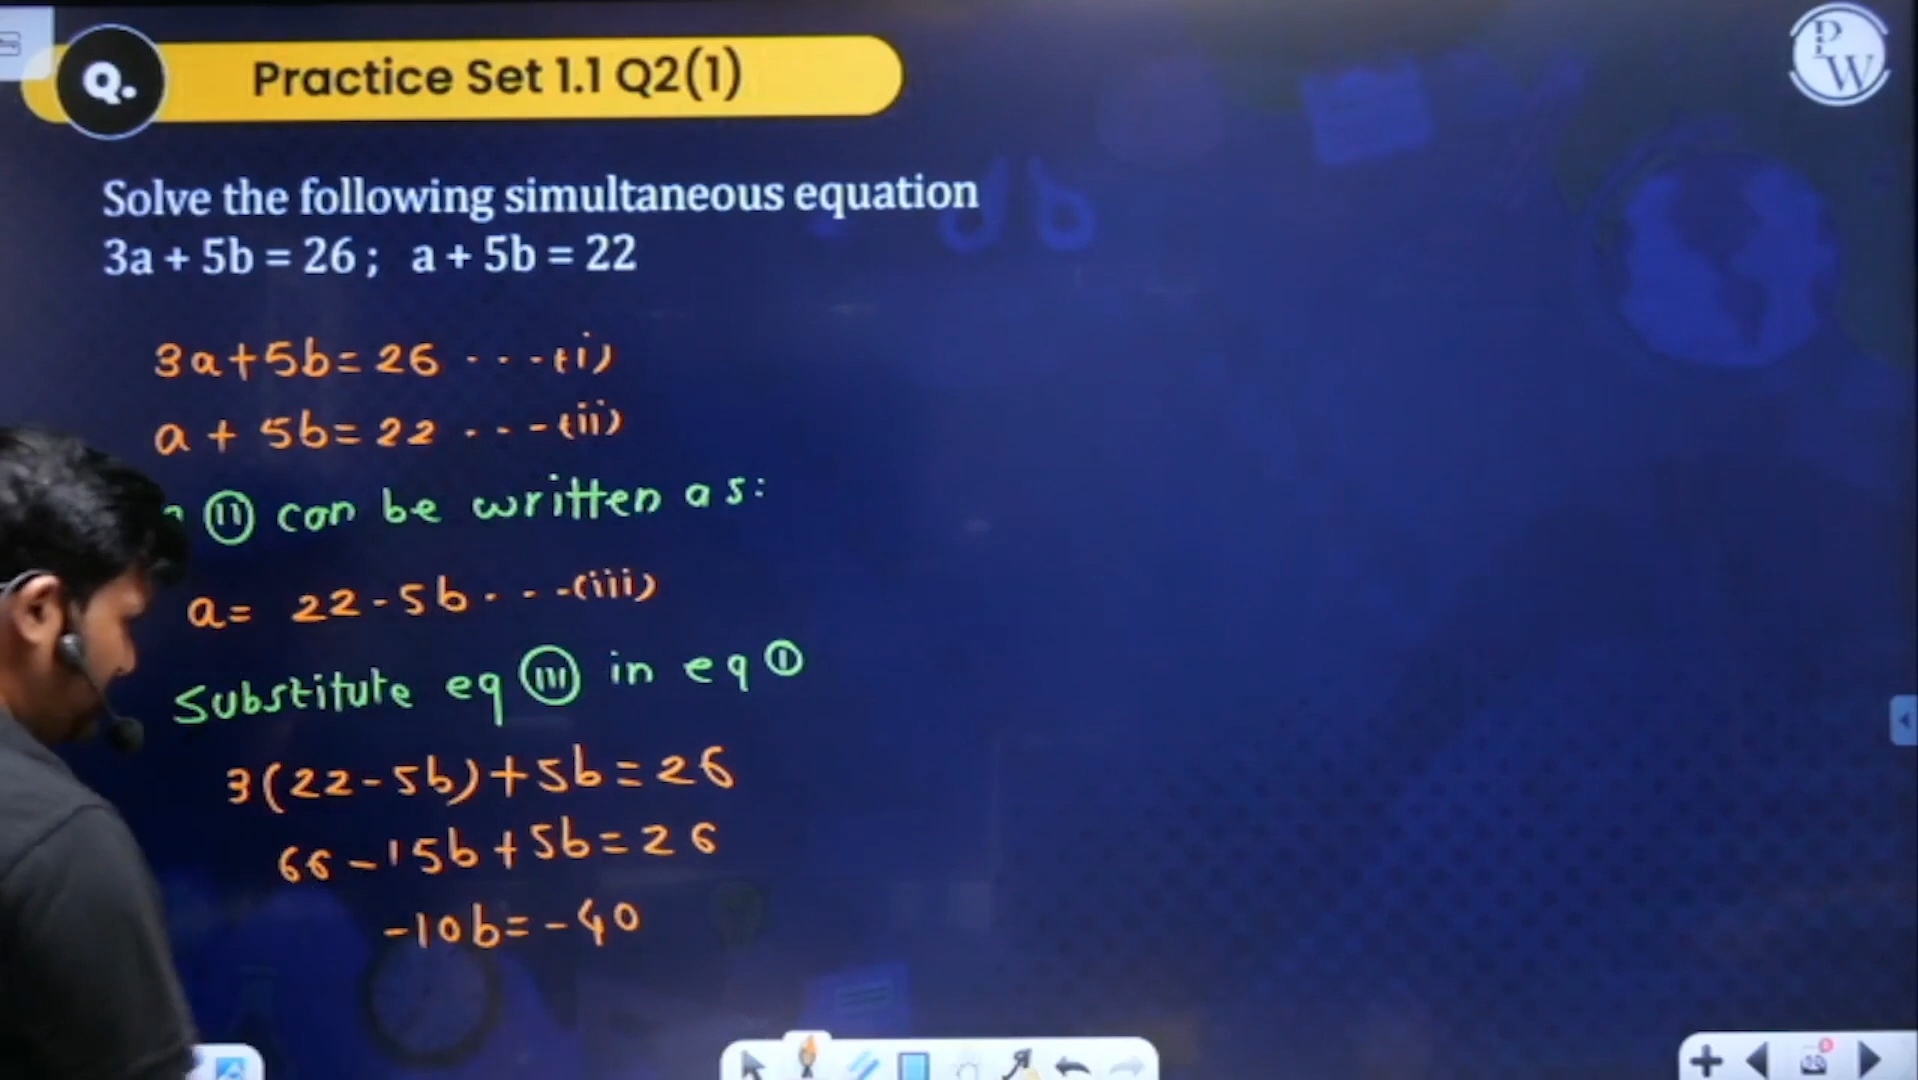 Q.
Practice Set 1.1 Q2(1)
PW
Solve the following simultaneous equation
3a + 5b = 26 ; a + 5b = 22
3a+5b=26 ---(i)
a + 5b=22 ---(ii)
(II) can be written as:
a= 22-5b ---(iii)
Substitute eq (III) in eq (I)
3(22-5b)+5b=26
66-15b+5b=26
-10b=-40